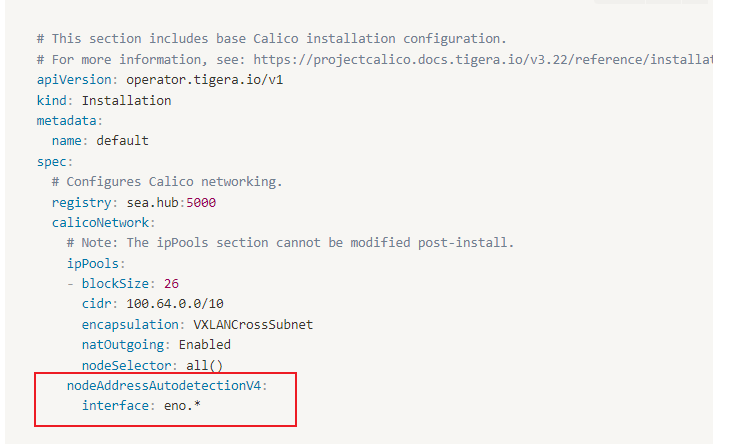 # This section includes base Calico installation configuration.
# For more information, see: https://projectcalico.docs.tigera.io/v3.22/reference/installat
apiVersion: operator.tigera.io/v1
kind: Installation
metadata:
  name: default
spec:
  # Configures Calico networking.
  registry: sea.hub:5000
  calicoNetwork:
    # Note: The ipPools section cannot be modified post-install.
    ipPools:
    - blockSize: 26
      cidr: 100.64.0.0/10
      encapsulation: VXLANCrossSubnet
      natOutgoing: Enabled
      nodeSelector: all()
    nodeAddressAutodetectionV4:
      interface: eno.*